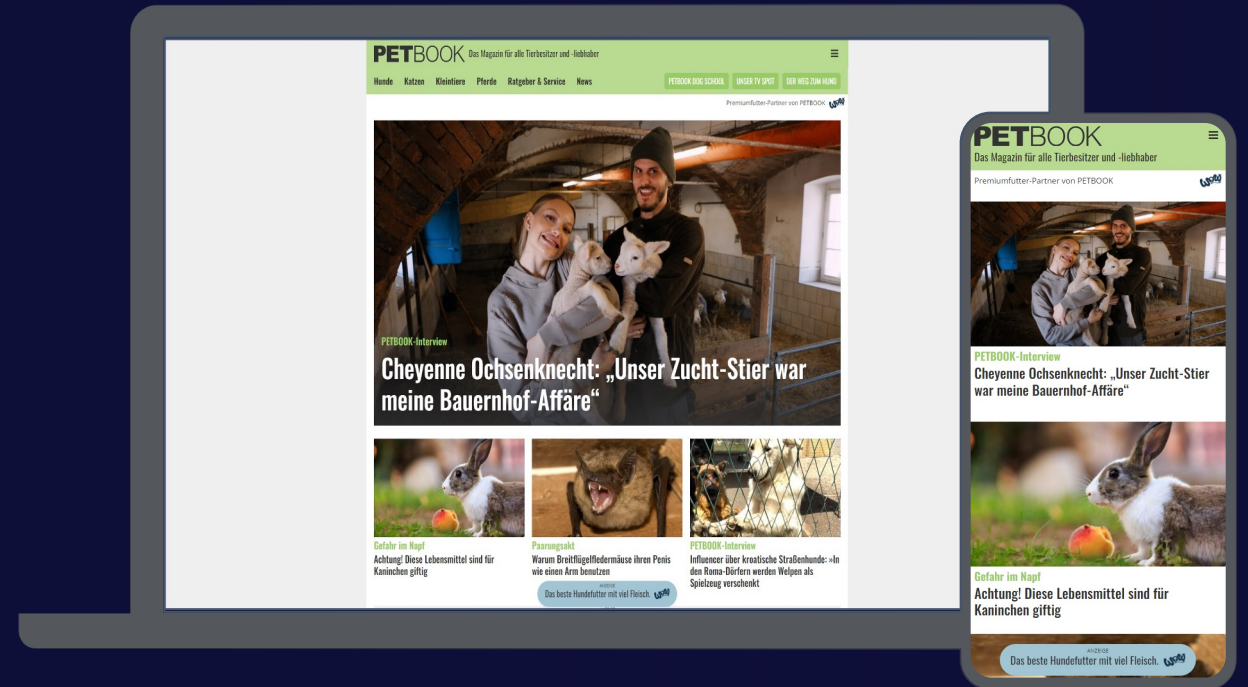 PETBOOK Das Magazin für alle Tierbesitzer und -liebhaber
Hunde Katzen Kleintiere Pferde Ratgeber & Service News PETBOOK DOG SCHOOL UNSER TV SPOT DER WEG ZUM HUND
Premiumfutter-Partner von PETBOOK
PETBOOK-Interview
Cheyenne Ochsenknecht: „Unser Zucht-Stier war
meine Bauernhof-Affäre“
Gefahr im Napf
Achtung! Diese Lebensmittel sind für
Kaninchen giftig
Paarungsakt
Warum Breitflügelfledermäuse ihren Penis
wie einen Arm benutzen
PETBOOK-Interview
Influencer über kroatische Straßenhunde: »In
den Roma-Dörfern werden Welpen als
Spielzeug verschenkt
ANZEIGE
Das beste Hundefutter mit viel Fleisch.
PETBOOK
Das Magazin für alle Tierbesitzer und -liebhaber
Premiumfutter-Partner von PETBOOK
PETBOOK-Interview
Cheyenne Ochsenknecht: „Unser Zucht-Stier
war meine Bauernhof-Affäre“
Gefahr im Napf
Achtung! Diese Lebensmittel sind für
Kaninchen giftig
ANZEIGE
Das beste Hundefutter mit viel Fleisch.